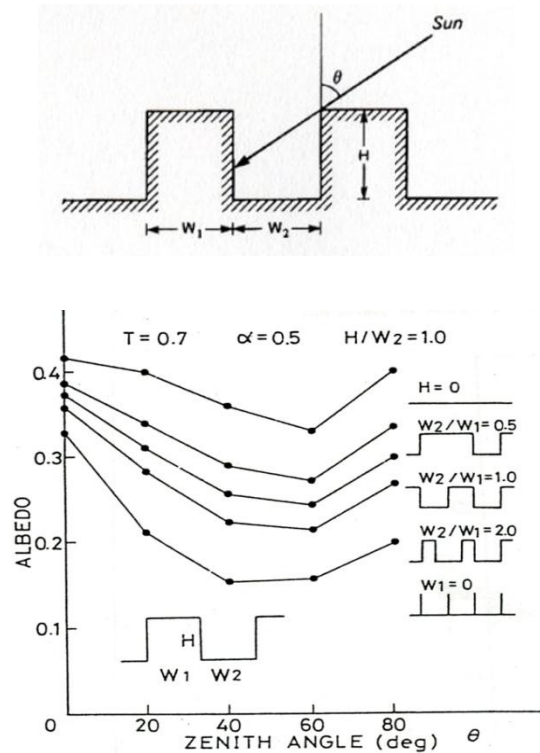 Sun
θ
H
W₁ W₂
T=0.7 α=0.5 H/W2=1.0
0.4
H=0
W2/W1=0.5
0.3
W2/W1=1.0
0.2
W2/W1=2.0
W1=0
0.1
H
W1 W2
0 20 40 60 80 θ
ZENITH ANGLE (deg)
ALBEDO